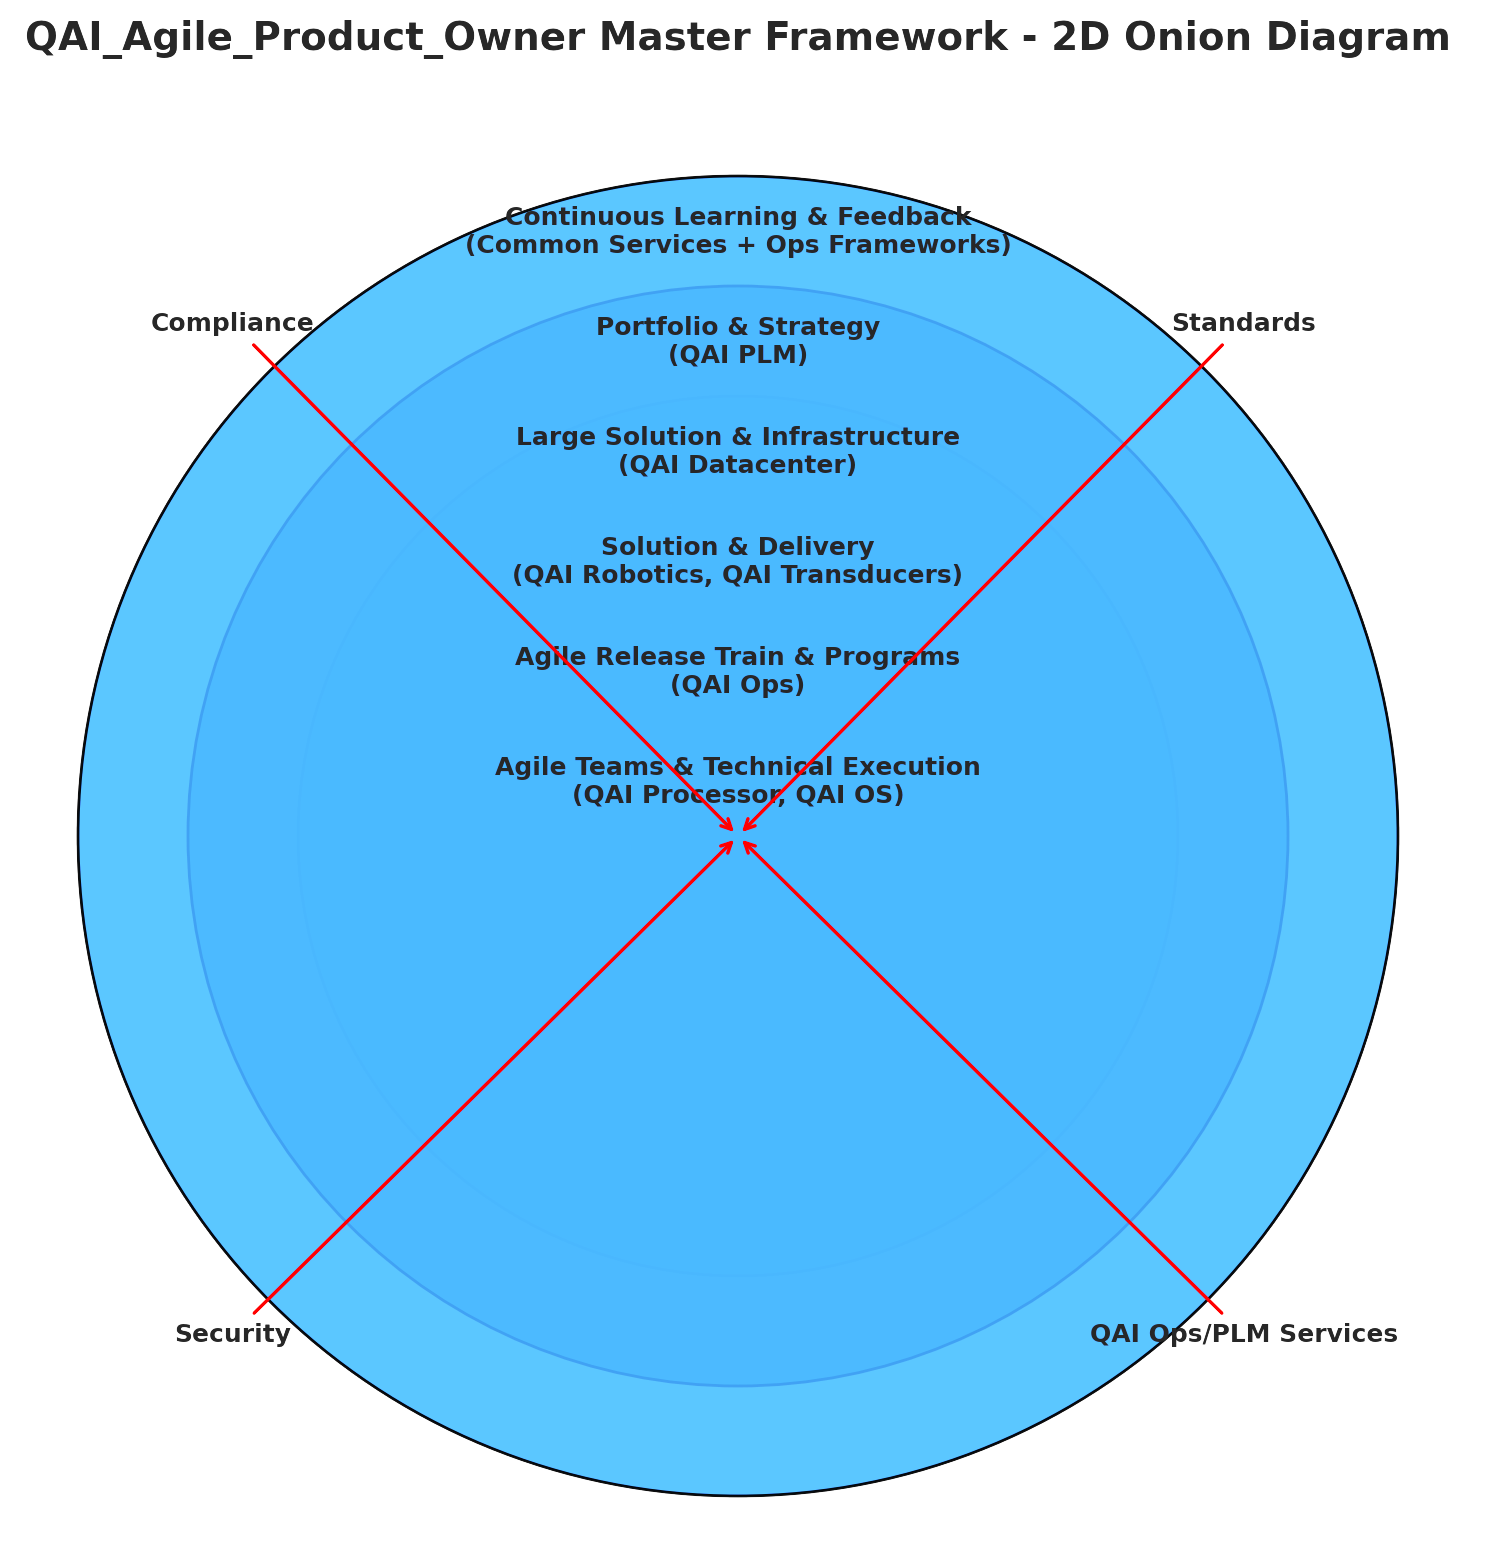 QAI_Agile_Product_Owner Master Framework - 2D Onion Diagram
Continuous Learning & Feedback
(Common Services + Ops Frameworks)
Compliance
Standards
Portfolio & Strategy
(QAI PLM)
Large Solution & Infrastructure
(QAI Datacenter)
Solution & Delivery
(QAI Robotics, QAI Transducers)
Agile Release Train & Programs
(QAI Ops)
Agile Teams & Technical Execution
(QAI Processor, QAI OS)
Security
QAI Ops/PLM Services